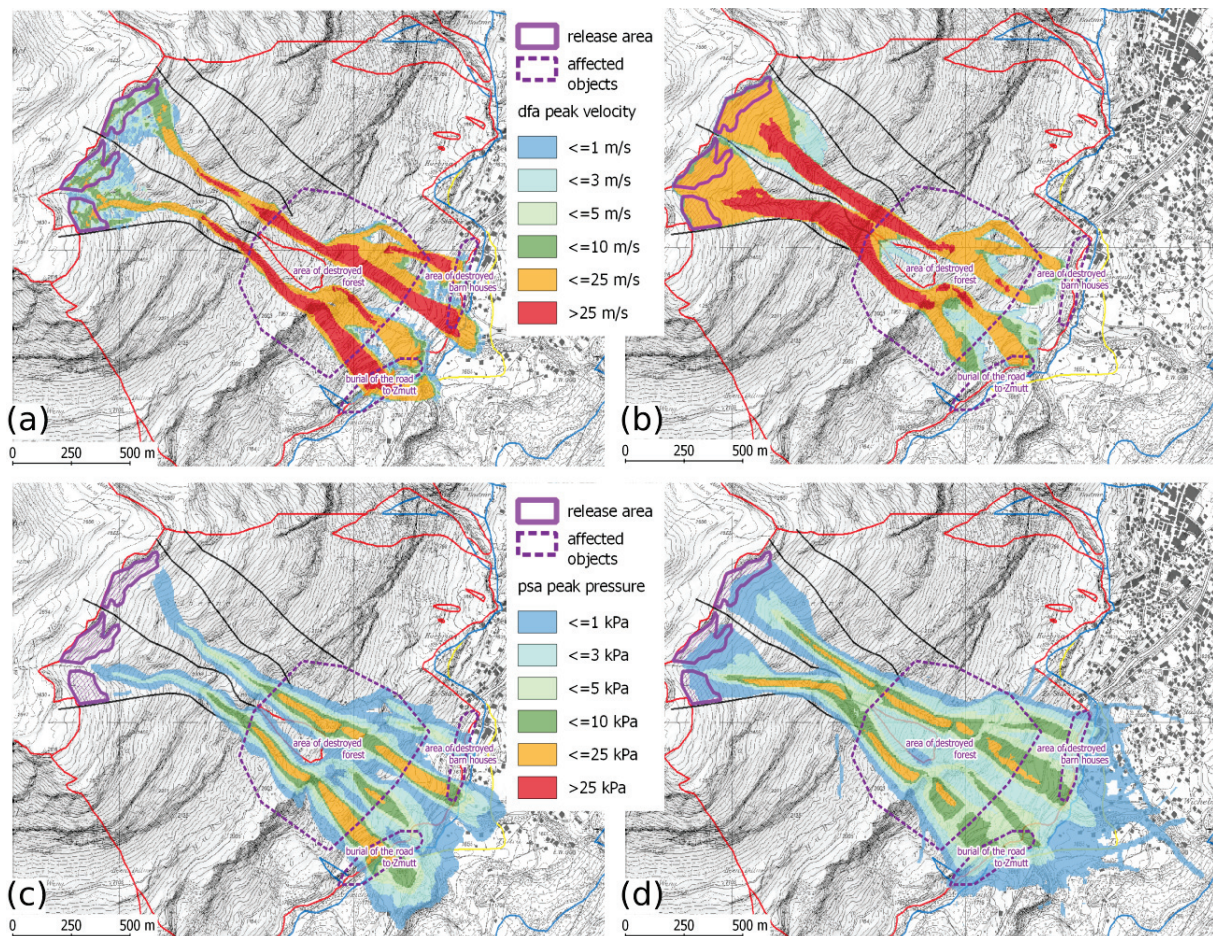 release area
affected
objects
dfa peak velocity
<=1 m/s
<=3 m/s
<=5 m/s
<=10 m/s
<=25 m/s
>25 m/s
area of destroyed
forest
area of destroyed
barn houses
burial of the road
to Zmutt
(a)
0 250 500 m
area of destroyed
forest
area of destroyed
barn houses
burial of the road
to Zmutt
(b)
0 250 500 m
release area
affected
objects
psa peak pressure
<=1 kPa
<=3 kPa
<=5 kPa
<=10 kPa
<=25 kPa
>25 kPa
area of destroyed
forest
area of destroyed
barn houses
burial of the road
to Zmutt
(c)
0 250 500 m
area of destroyed
forest
area of destroyed
barn houses
burial of the road
to Zmutt
(d)
0 250 500 m